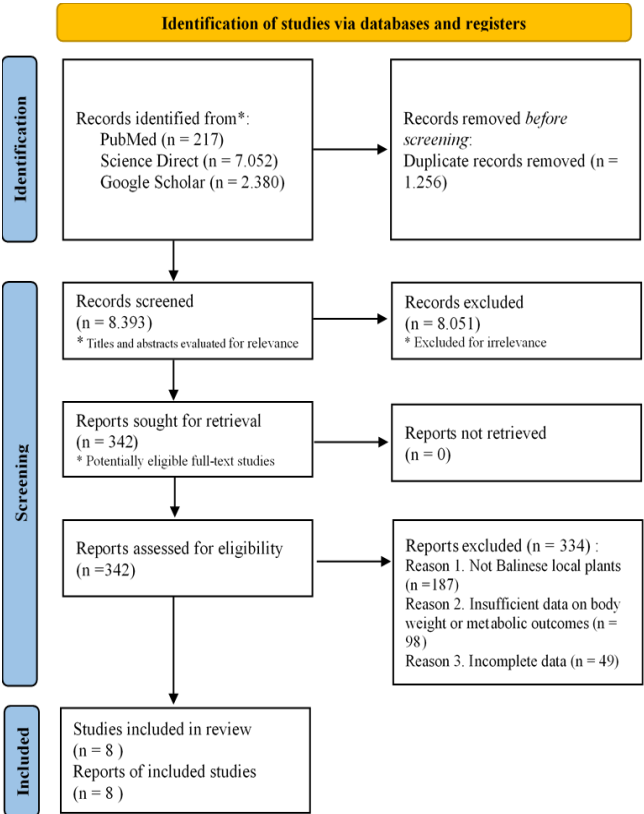 Identification of studies via databases and registers
Identification
Records identified from*:
PubMed (n = 217)
Science Direct (n = 7.052)
Google Scholar (n = 2.380)
Records removed before
screening:
Duplicate records removed (n =
1.256)
Screening
Records screened
(n = 8.393)
* Titles and abstracts evaluated for relevance
Records excluded
(n = 8.051)
* Excluded for irrelevance
Reports sought for retrieval
(n = 342)
* Potentially eligible full-text studies
Reports not retrieved
(n = 0)
Reports assessed for eligibility
(n =342)
Reports excluded (n = 334) :
Reason 1. Not Balinese local plants
(n =187)
Reason 2. Insufficient data on body
weight or metabolic outcomes (n =
98)
Reason 3. Incomplete data (n = 49)
Included
Studies included in review
(n = 8 )
Reports of included studies
(n = 8 )